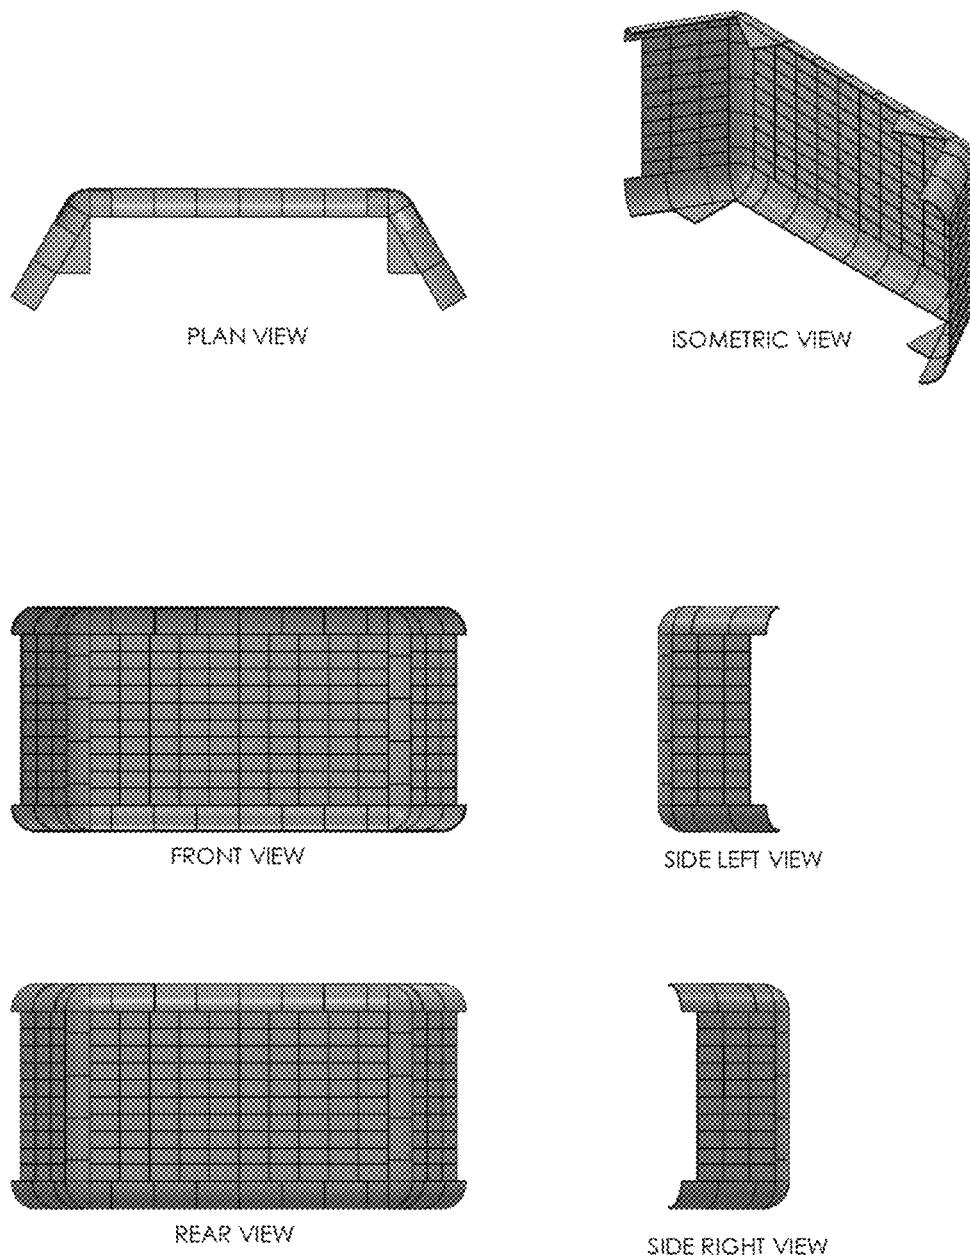 PLAN VIEW
ISOMETRIC VIEW
FRONT VIEW
SIDE LEFT VIEW
REAR VIEW
SIDE RIGHT VIEW